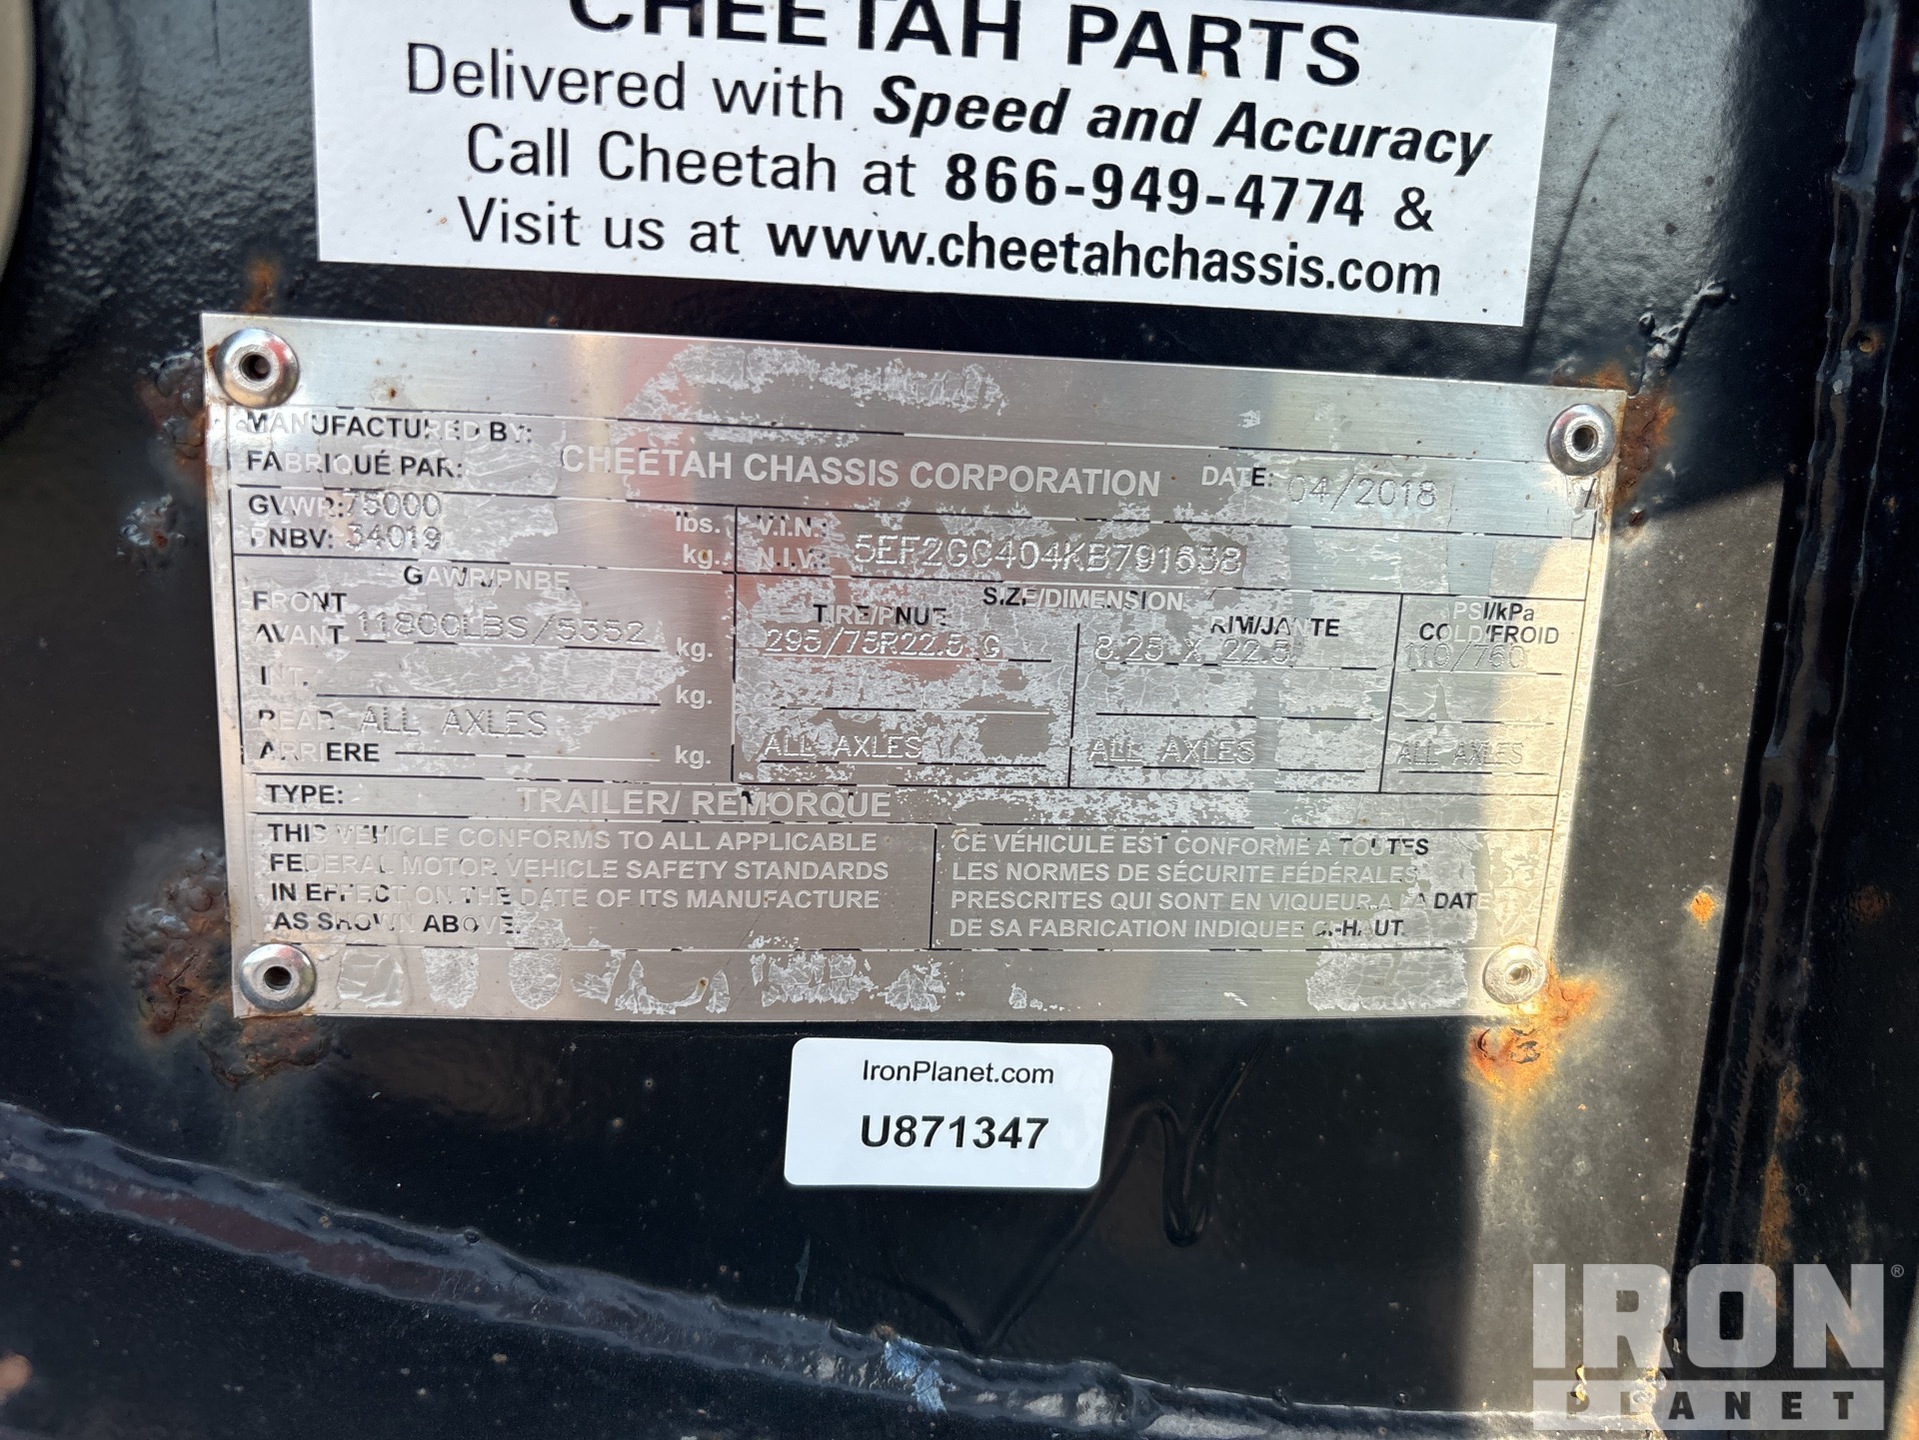 CHEETAH PARTS
Delivered with Speed and Accuracy
Call Cheetah at 866-949-4774 &
Visit us at www.cheetahchassis.com
MANUFACTURED BY:
FABRIQUÉ PAR: CHEETAH CHASSIS CORPORATION DATE: 04/2018
GVWR: 75000 lbs.
PNBV: 34019 kg.
V.I.N.:
N.I.V.: 5EF2GC404KB791638
GAWR/PNBE SIZE/DIMENSION
TIRE/PNUE RIM/JANTE PSI/kPa COLD/FROID
FRONT
AVANT 11800LBS/5352 kg. 295/75R22.5 G 8.25 X 22.5 110/760
INT. kg.
REAR ALL AXLES
ARRIERE kg. ALL AXLES ALL AXLES ALL AXLES
TYPE: TRAILER/ REMORQUE
THIS VEHICLE CONFORMS TO ALL APPLICABLE
FEDERAL MOTOR VEHICLE SAFETY STANDARDS
IN EFFECT ON THE DATE OF ITS MANUFACTURE
AS SHOWN ABOVE.
CE VÉHICULE EST CONFORME A TOUTES
LES NORMES DE SÉCURITE FÉDÉRALES
PRESCRITES QUI SONT EN VIQUEUR A LA DATE
DE SA FABRICATION INDIQUEE CI-HAUT.
IronPlanet.com
U871347
IRON
PLANET
®